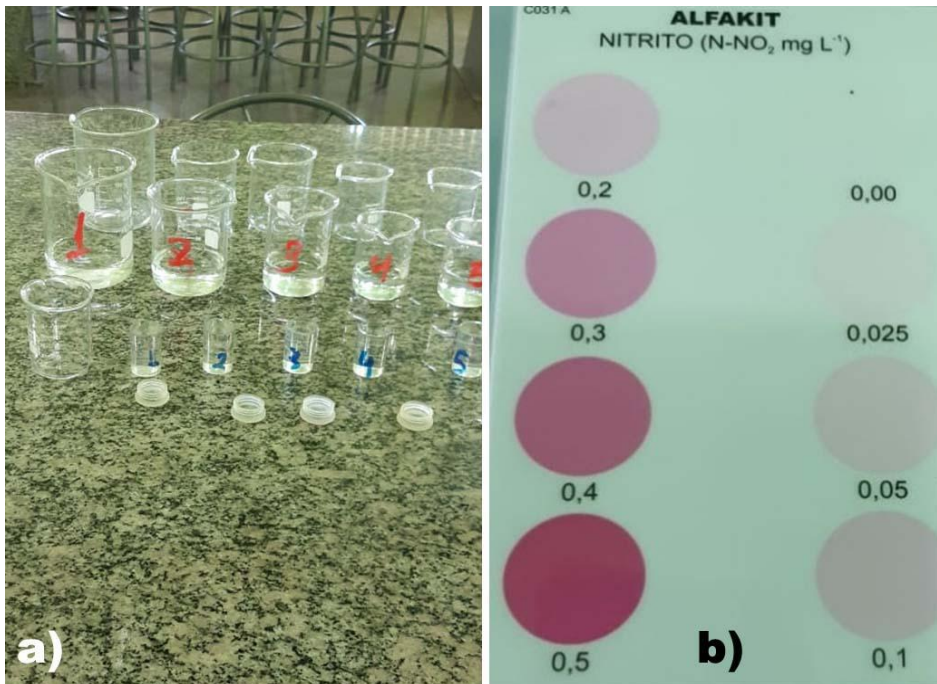 1 2 3 4 5
1 2 3 4 5
a)
C031 A
ALFAKIT
NITRITO (N-NO₂ mg L⁻¹)
0,2
0,00
0,3
0,025
0,4
0,05
0,5
0,1
b)